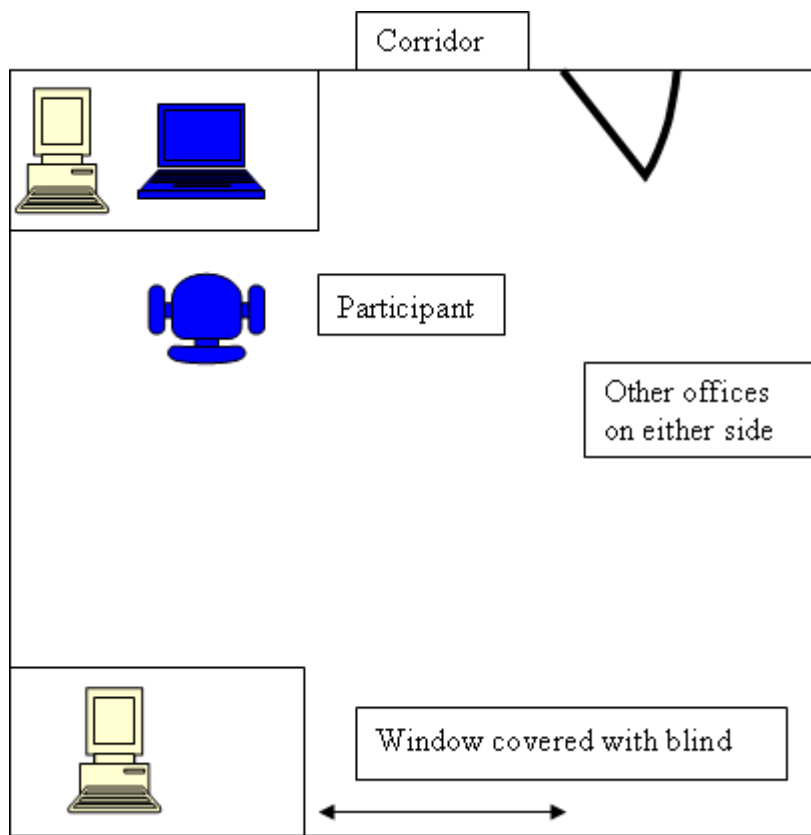 Corridor
Participant
Other offices
on either side
Window covered with blind